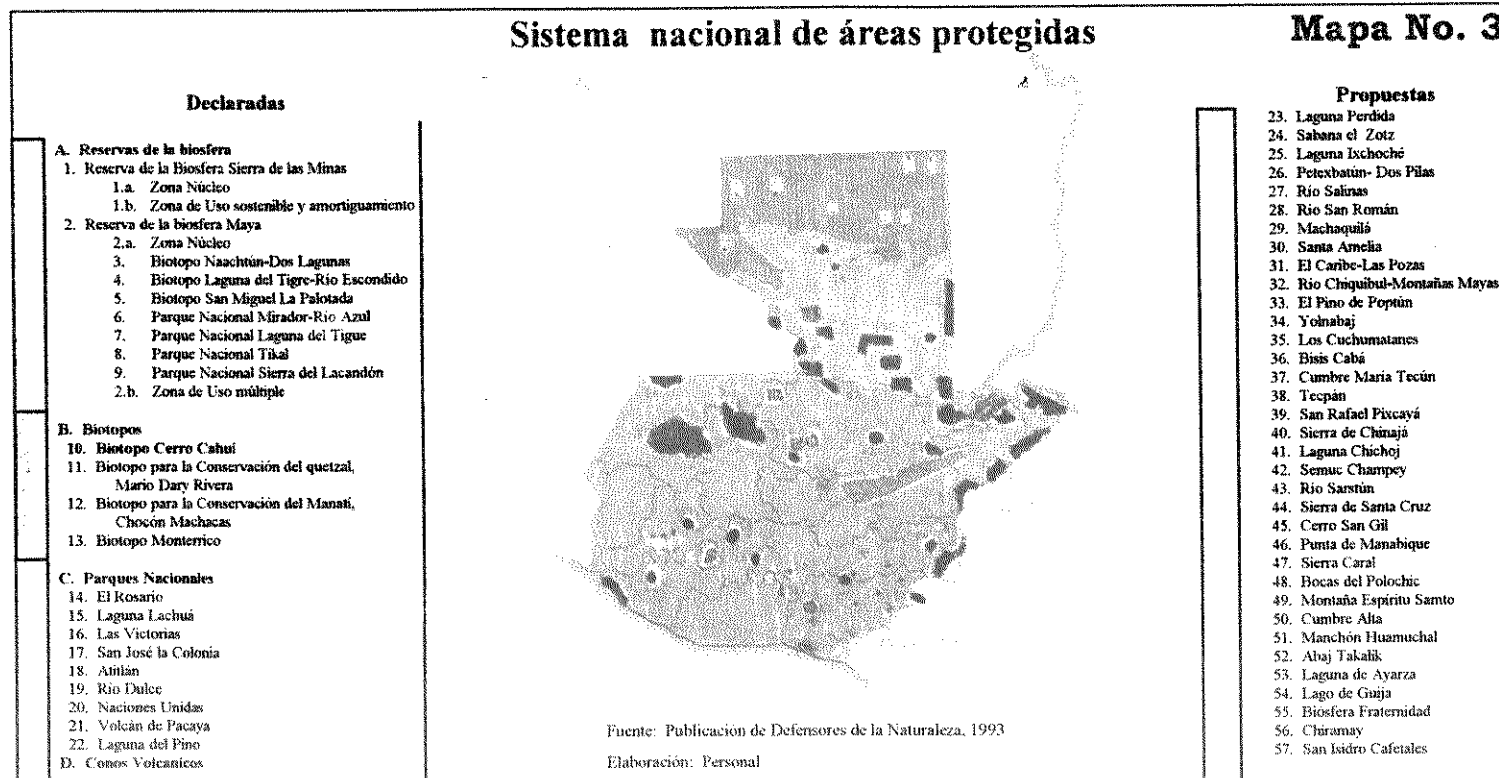 Sistema nacional de áreas protegidas
Mapa No. 3
Declaradas
A. Reservas de la biosfera
1. Reserva de la Biosfera Sierra de las Minas
1.a. Zona Núcleo
1.b. Zona de Uso sostenible y amortiguamiento
2. Reserva de la biosfera Maya
2.a. Zona Núcleo
3. Biotopo Naachtún-Dos Lagunas
4. Biotopo Laguna del Tigre-Río Escondido
5. Biotopo San Miguel La Palotada
6. Parque Nacional Mirador-Río Azul
7. Parque Nacional Laguna del Tigue
8. Parque Nacional Tikal
9. Parque Nacional Sierra del Lacandón
2.b. Zona de Uso múltiple
B. Biotopos
10. Biotopo Cerro Cahuí
11. Biotopo para la Conservación del quetzal,
Mario Dary Rivera
12. Biotopo para la Conservación del Manatí,
Chocón Machacas
13. Biotopo Monterrico
C. Parques Nacionales
14. El Rosario
15. Laguna Lachuá
16. Las Victorias
17. San José la Colonia
18. Atitlán
19. Río Dulce
20. Naciones Unidas
21. Volcán de Pacaya
22. Laguna del Pino
D. Conos Volcanicos
Fuente: Publicación de Defensores de la Naturaleza, 1993
Elaboración: Personal
Propuestas
23. Laguna Perdida
24. Sabana el Zotz
25. Laguna Ixchoché
26. Petexbatún- Dos Pilas
27. Río Salinas
28. Río San Román
29. Machaquilá
30. Santa Amelia
31. El Caribe-Las Pozas
32. Río Chiquibul-Montañas Mayas
33. El Pino de Poptún
34. Yolnabaj
35. Los Cuchumatanes
36. Bisis Cabá
37. Cumbre María Tecún
38. Tecpán
39. San Rafael Pixcayá
40. Sierra de Chinajá
41. Laguna Chichoj
42. Semuc Champey
43. Río Sarstún
44. Sierra de Santa Cruz
45. Cerro San Gil
46. Punta de Manabique
47. Sierra Caral
48. Bocas del Polochic
49. Montaña Espíritu Samto
50. Cumbre Alta
51. Manchón Huamuchal
52. Abaj Takalik
53. Laguna de Ayarza
54. Lago de Guija
55. Biosfera Fraternidad
56. Chiramay
57. San Isidro Cafetales